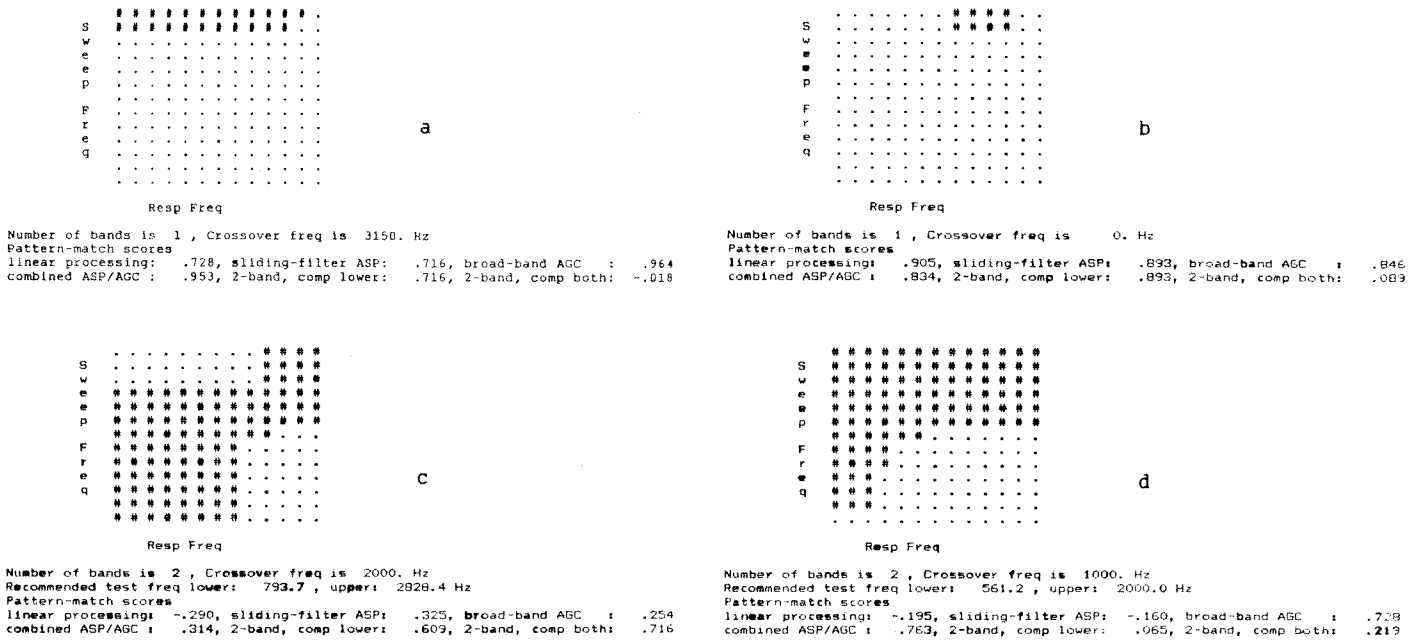 Sweep Freq
a
Resp Freq
Number of bands is 1 , Crossover freq is 3150. Hz
Pattern-match scores
linear processing: .728, sliding-filter ASP: .716, broad-band AGC : .964
combined ASP/AGC : .953, 2-band, comp lower: .716, 2-band, comp both: -.018
Sweep Freq
b
Resp Freq
Number of bands is 1 , Crossover freq is 0. Hz
Pattern-match scores
linear processing: .905, sliding-filter ASP: .893, broad-band AGC : .846
combined ASP/AGC : .834, 2-band, comp lower: .893, 2-band, comp both: .089
Sweep Freq
c
Resp Freq
Number of bands is 2 , Crossover freq is 2000. Hz
Recommended test freq lower: 793.7 , upper: 2828.4 Hz
Pattern-match scores
linear processing: -.290, sliding-filter ASP: .325, broad-band AGC : .254
combined ASP/AGC : .314, 2-band, comp lower: .609, 2-band, comp both: .716
Sweep Freq
d
Resp Freq
Number of bands is 2 , Crossover freq is 1000. Hz
Recommended test freq lower: 561.2 , upper: 2000.0 Hz
Pattern-match scores
linear processing: -.195, sliding-filter ASP: -.160, broad-band AGC : .728
combined ASP/AGC : .763, 2-band, comp lower: .065, 2-band, comp both: .219